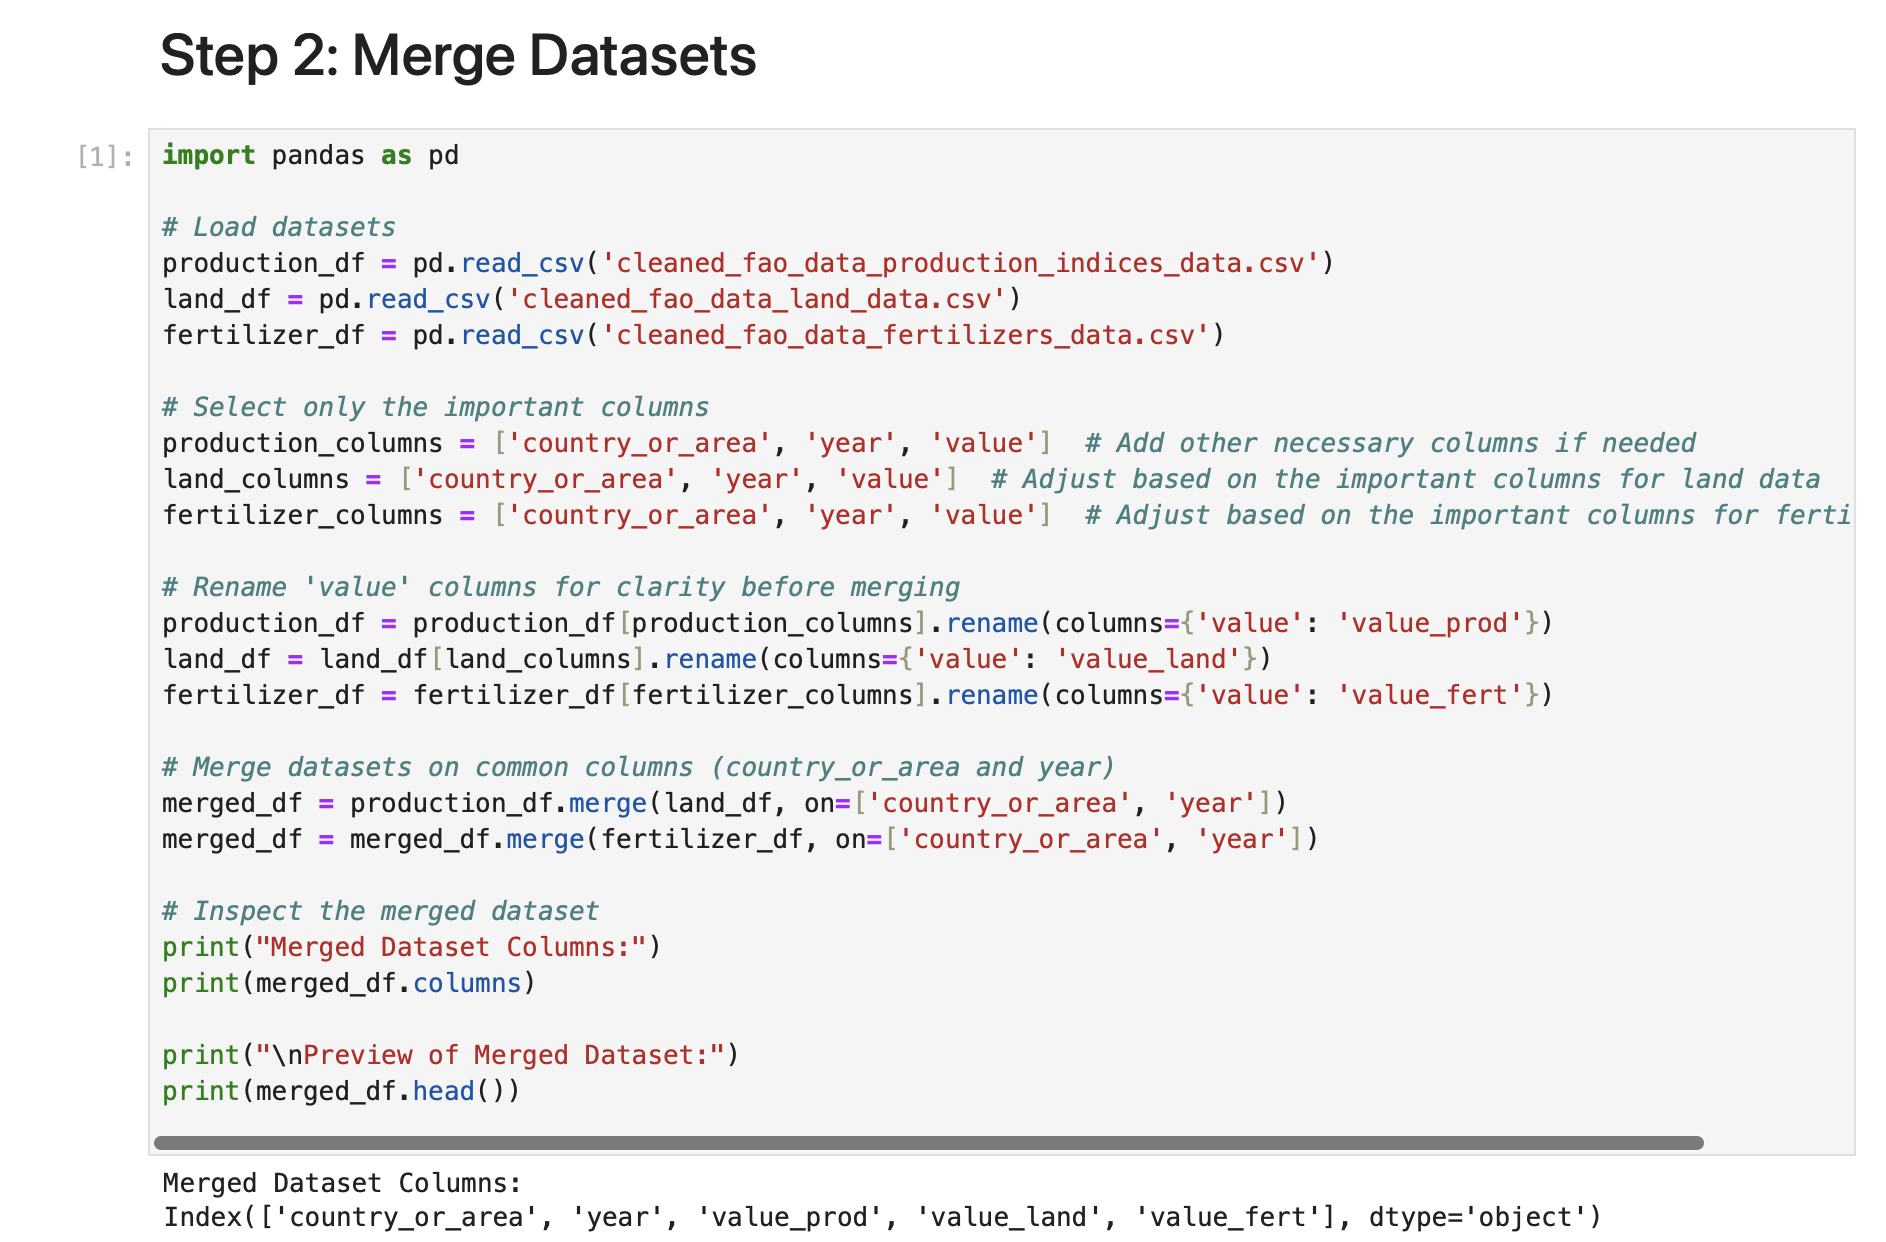 Step 2: Merge Datasets
[1]:
import pandas as pd
# Load datasets
production_df = pd.read_csv('cleaned_fao_data_production_indices_data.csv')
land_df = pd.read_csv('cleaned_fao_data_land_data.csv')
fertilizer_df = pd.read_csv('cleaned_fao_data_fertilizers_data.csv')
# Select only the important columns
production_columns = ['country_or_area', 'year', 'value']  # Add other necessary columns if needed
land_columns = ['country_or_area', 'year', 'value']  # Adjust based on the important columns for land data
fertilizer_columns = ['country_or_area', 'year', 'value']  # Adjust based on the important columns for ferti
# Rename 'value' columns for clarity before merging
production_df = production_df[production_columns].rename(columns={'value': 'value_prod'})
land_df = land_df[land_columns].rename(columns={'value': 'value_land'})
fertilizer_df = fertilizer_df[fertilizer_columns].rename(columns={'value': 'value_fert'})
# Merge datasets on common columns (country_or_area and year)
merged_df = production_df.merge(land_df, on=['country_or_area', 'year'])
merged_df = merged_df.merge(fertilizer_df, on=['country_or_area', 'year'])
# Inspect the merged dataset
print("Merged Dataset Columns:")
print(merged_df.columns)
print("\nPreview of Merged Dataset:")
print(merged_df.head())
Merged Dataset Columns:
Index(['country_or_area', 'year', 'value_prod', 'value_land', 'value_fert'], dtype='object')